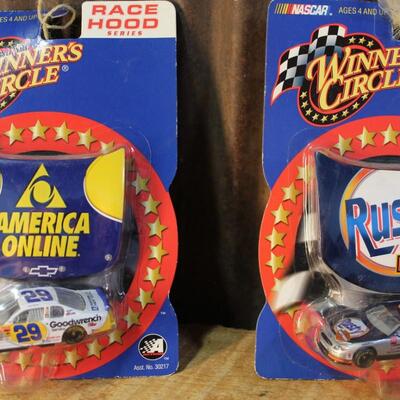 RACE
HOOD
SERIES
WINNER'S
CIRCLE®
AMERICA
ONLINE
29
29
Goodwrench
Asst. No. 30217
NASCAR
AGES 4 AND UP
WINNER
CIRCLE
Rus